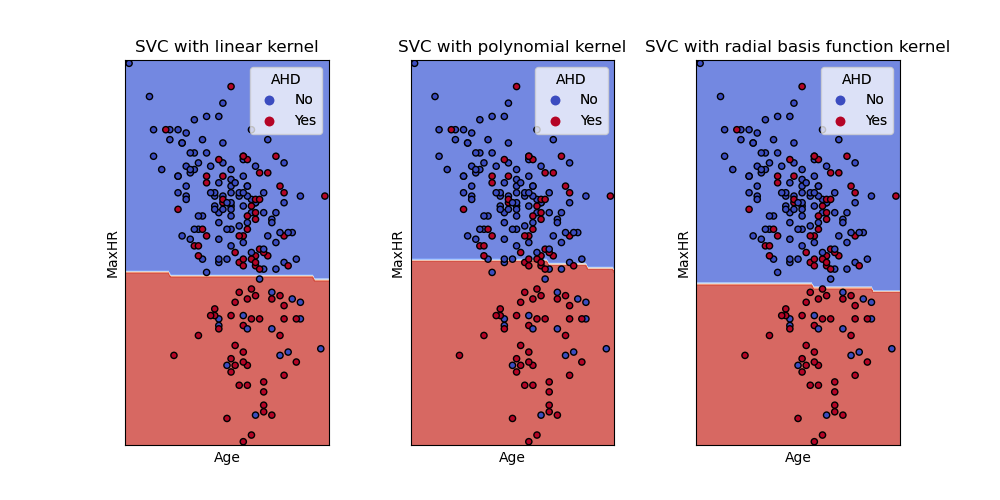 SVC with linear kernel
AHD
No
Yes
MaxHR
Age
SVC with polynomial kernel
AHD
No
Yes
MaxHR
Age
SVC with radial basis function kernel
AHD
No
Yes
MaxHR
Age